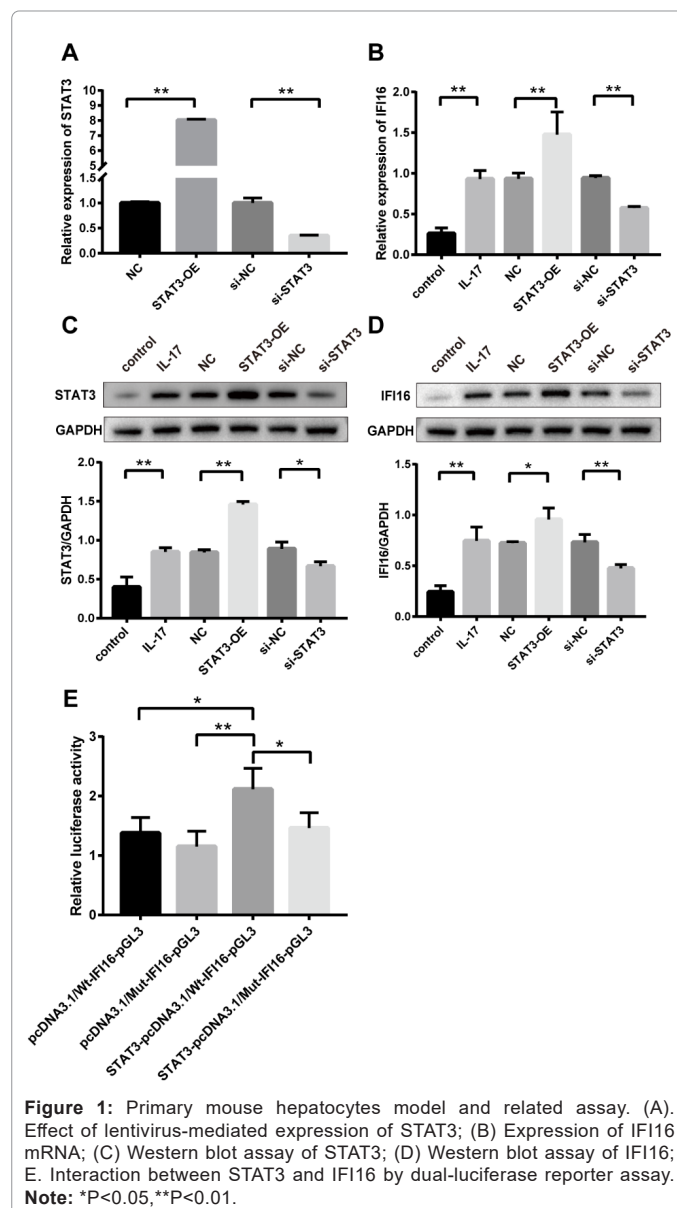 A
Relative expression of STAT3
10
9
8
7
6
5
1.5
1.0
0.5
0.0
**
**
NC
STAT3-OE
si-NC
si-STAT3
B
Relative expression of IFI16
2.0
1.5
1.0
0.5
0.0
**
**
**
control
IL-17
NC
STAT3-OE
si-NC
si-STAT3
C
control
IL-17
NC
STAT3-OE
si-NC
si-STAT3
STAT3
GAPDH
STAT3/GAPDH
2.0
1.5
1.0
0.5
0.0
**
**
*
control
IL-17
NC
STAT3-OE
si-NC
si-STAT3
D
control
IL-17
NC
STAT3-OE
si-NC
si-STAT3
IFI16
GAPDH
IFI16/GAPDH
1.5
1.0
0.5
0.0
**
*
**
control
IL-17
NC
STAT3-OE
si-NC
si-STAT3
E
Relative luciferase activity
3
2
1
0
*
**
*
pcDNA3.1/Wt-IFI16-pGL3
pcDNA3.1/Mut-IFI16-pGL3
STAT3-pcDNA3.1/Wt-IFI16-pGL3
STAT3-pcDNA3.1/Mut-IFI16-pGL3
Figure 1: Primary mouse hepatocytes model and related assay. (A).
Effect of lentivirus-mediated expression of STAT3; (B) Expression of IFI16
mRNA; (C) Western blot assay of STAT3; (D) Western blot assay of IFI16;
E. Interaction between STAT3 and IFI16 by dual-luciferase reporter assay.
Note: *P<0.05,**P<0.01.